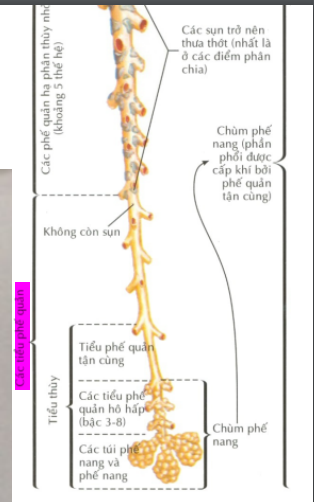 Các phế quản hạ phân thùy nhỏ
(khoảng 5 thế hệ)
Các sụn trở nên
thưa thớt (nhất là
ở các điểm phân
chia)
Chùm phế
nang (phần
phổi được
cấp khí bởi
phế quản
tận cùng)
Không còn sụn
Các tiểu phế quản
Tiểu thùy
Tiểu phế quản
tận cùng
Các tiểu phế
quản hô hấp
(bậc 3-8)
Các túi phế
nang và
phế nang
Chùm phế
nang